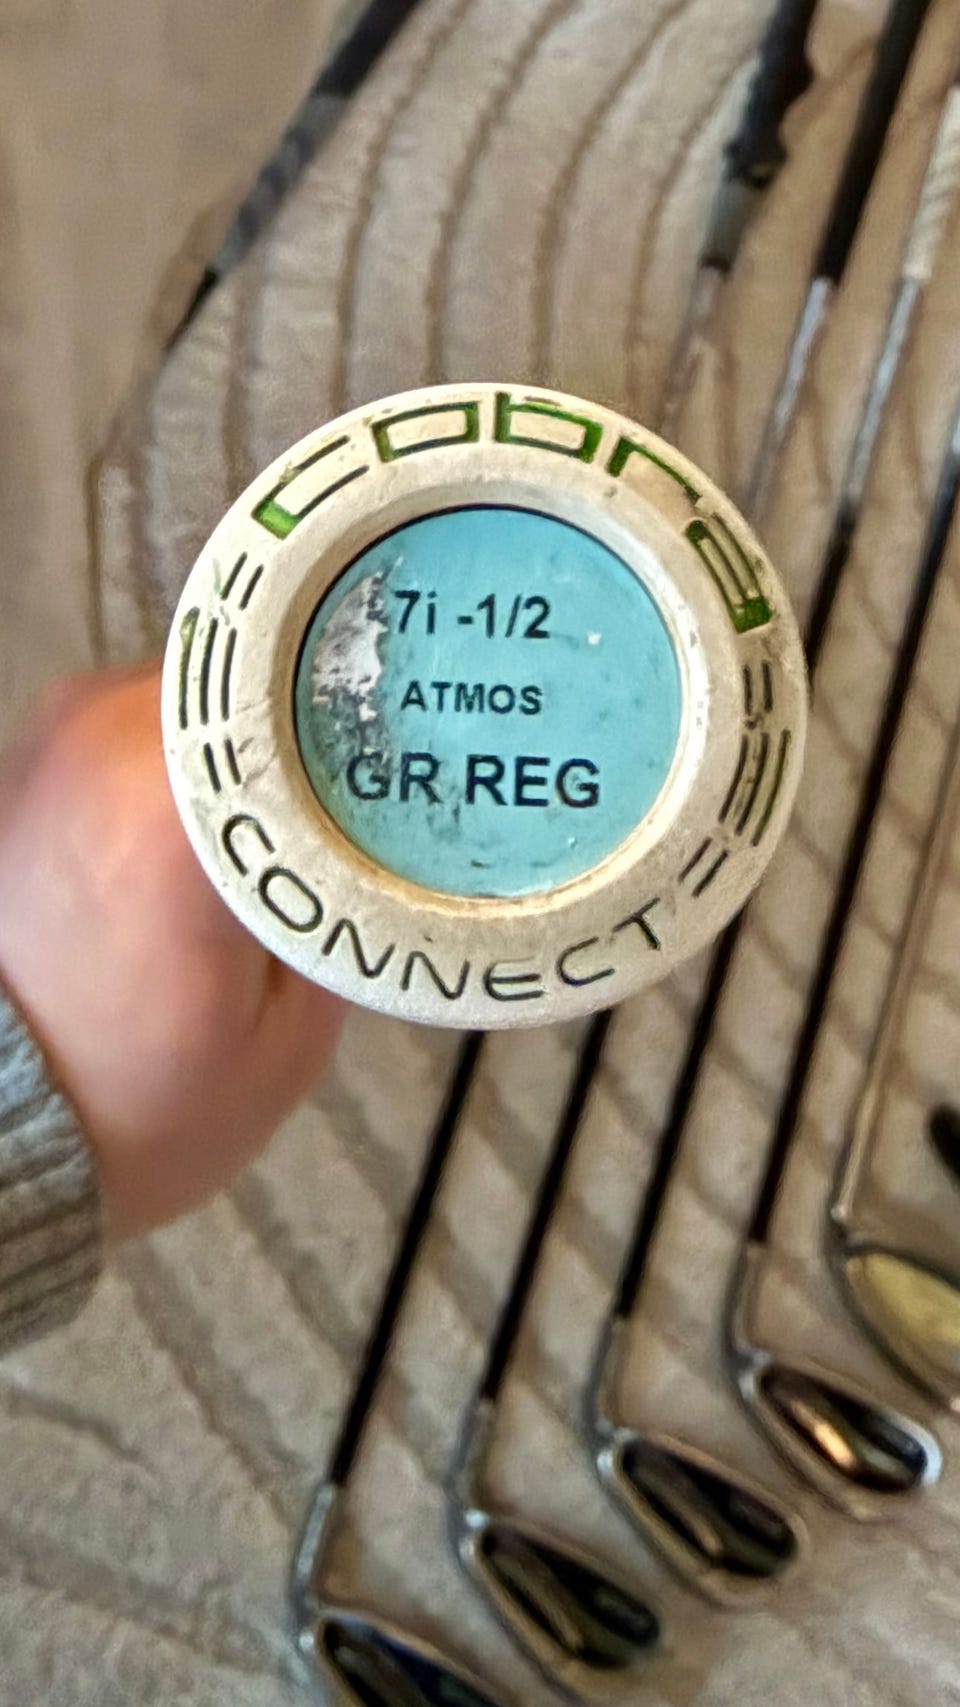 cobra
7i -1/2
ATMOS
GR REG
CONNECT